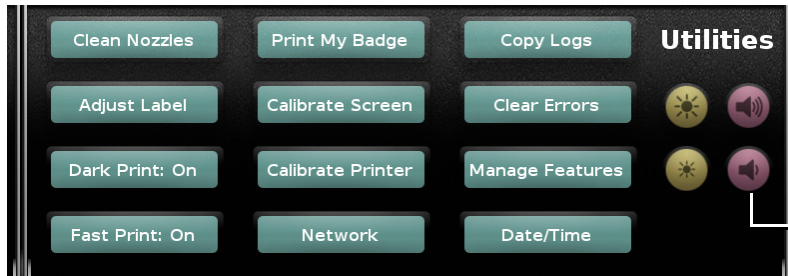 Utilities
Clean Nozzles
Print My Badge
Copy Logs
Adjust Label
Calibrate Screen
Clear Errors
Dark Print: On
Calibrate Printer
Manage Features
Fast Print: On
Network
Date/Time